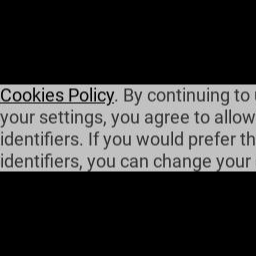 Cookies Policy. By continuing to
your settings, you agree to allow
identifiers. If you would prefer th
identifiers, you can change your